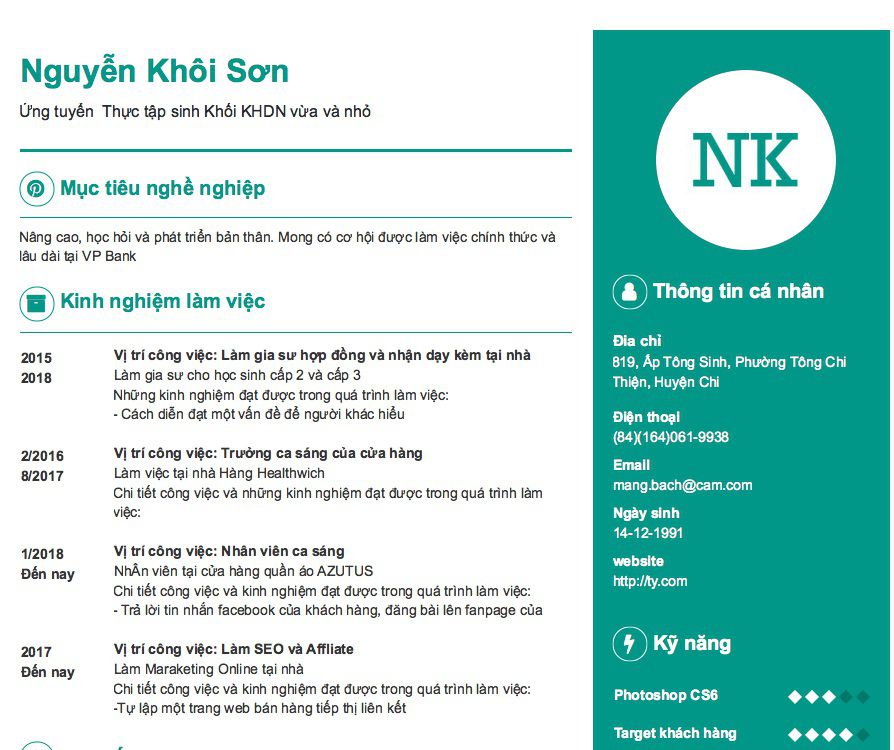 Nguyễn Khôi Sơn
Ứng tuyển Thực tập sinh Khối KHDN vừa và nhỏ
Mục tiêu nghề nghiệp
Nâng cao, học hỏi và phát triển bản thân. Mong có cơ hội được làm việc chính thức và
lâu dài tại VP Bank
Kinh nghiệm làm việc
2015
2018
Vị trí công việc: Làm gia sư hợp đồng và nhận dạy kèm tại nhà
Làm gia sư cho học sinh cấp 2 và cấp 3
Những kinh nghiệm đạt được trong quá trình làm việc:
- Cách diễn đạt một vấn đề để người khác hiểu
2/2016
8/2017
Vị trí công việc: Trưởng ca sáng của cửa hàng
Làm việc tại nhà Hàng Healthwich
Chi tiết công việc và những kinh nghiệm đạt được trong quá trình làm
việc:
1/2018
Đến nay
Vị trí công việc: Nhân viên ca sáng
NhÂn viên tại cửa hàng quần áo AZUTUS
Chi tiết công việc và kinh nghiệm đạt được trong quá trình làm việc:
- Trả lời tin nhắn facebook của khách hàng, đăng bài lên fanpage của
2017
Đến nay
Vị trí công việc: Làm SEO và Affliate
Làm Maraketing Online tại nhà
Chi tiết công việc và kinh nghiệm đạt được trong quá trình làm việc:
-Tự lập một trang web bán hàng tiếp thị liên kết
NK
Thông tin cá nhân
Địa chỉ
819, Ấp Tông Sinh, Phường Tông Chi
Thiện, Huyện Chi
Điện thoại
(84)(164)061-9938
Email
mang.bach@cam.com
Ngày sinh
14-12-1991
website
http://ty.com
Kỹ năng
Photoshop CS6
Target khách hàng